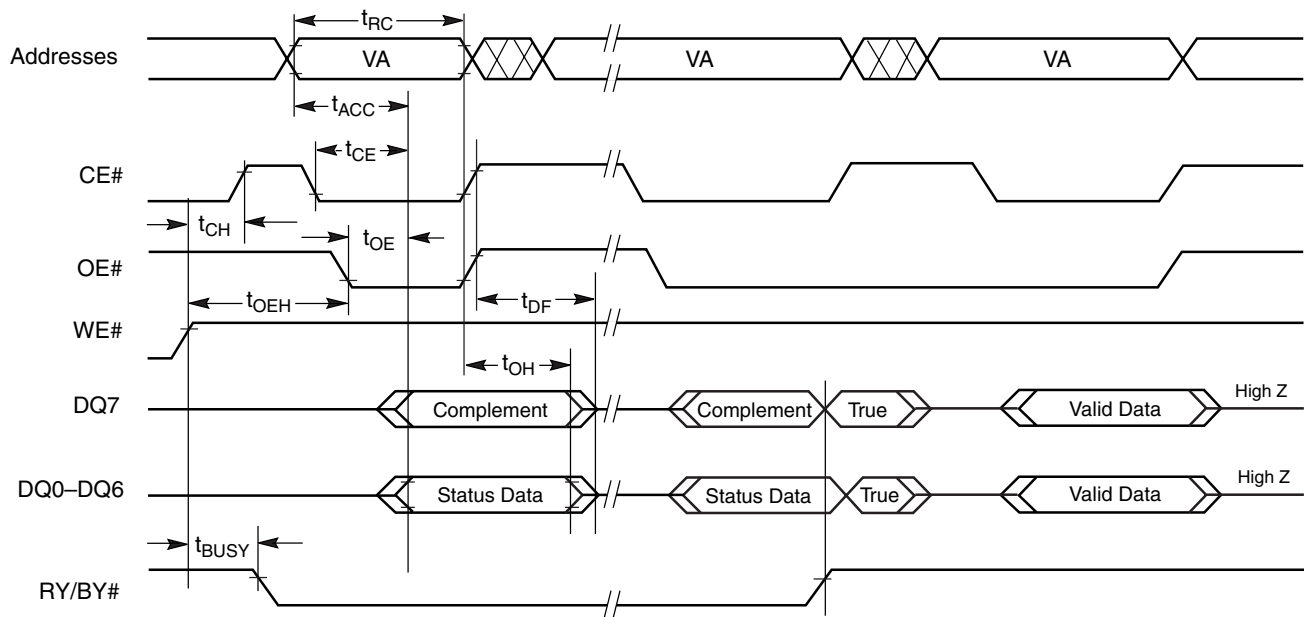 tRC
Addresses VA VA VA
tACC
tCE
CE#
tCH
tOE
OE#
tOEH
tDF
WE#
tOH
DQ7 Complement Complement True Valid Data High Z
DQ0–DQ6 Status Data Status Data True Valid Data High Z
tBUSY
RY/BY#